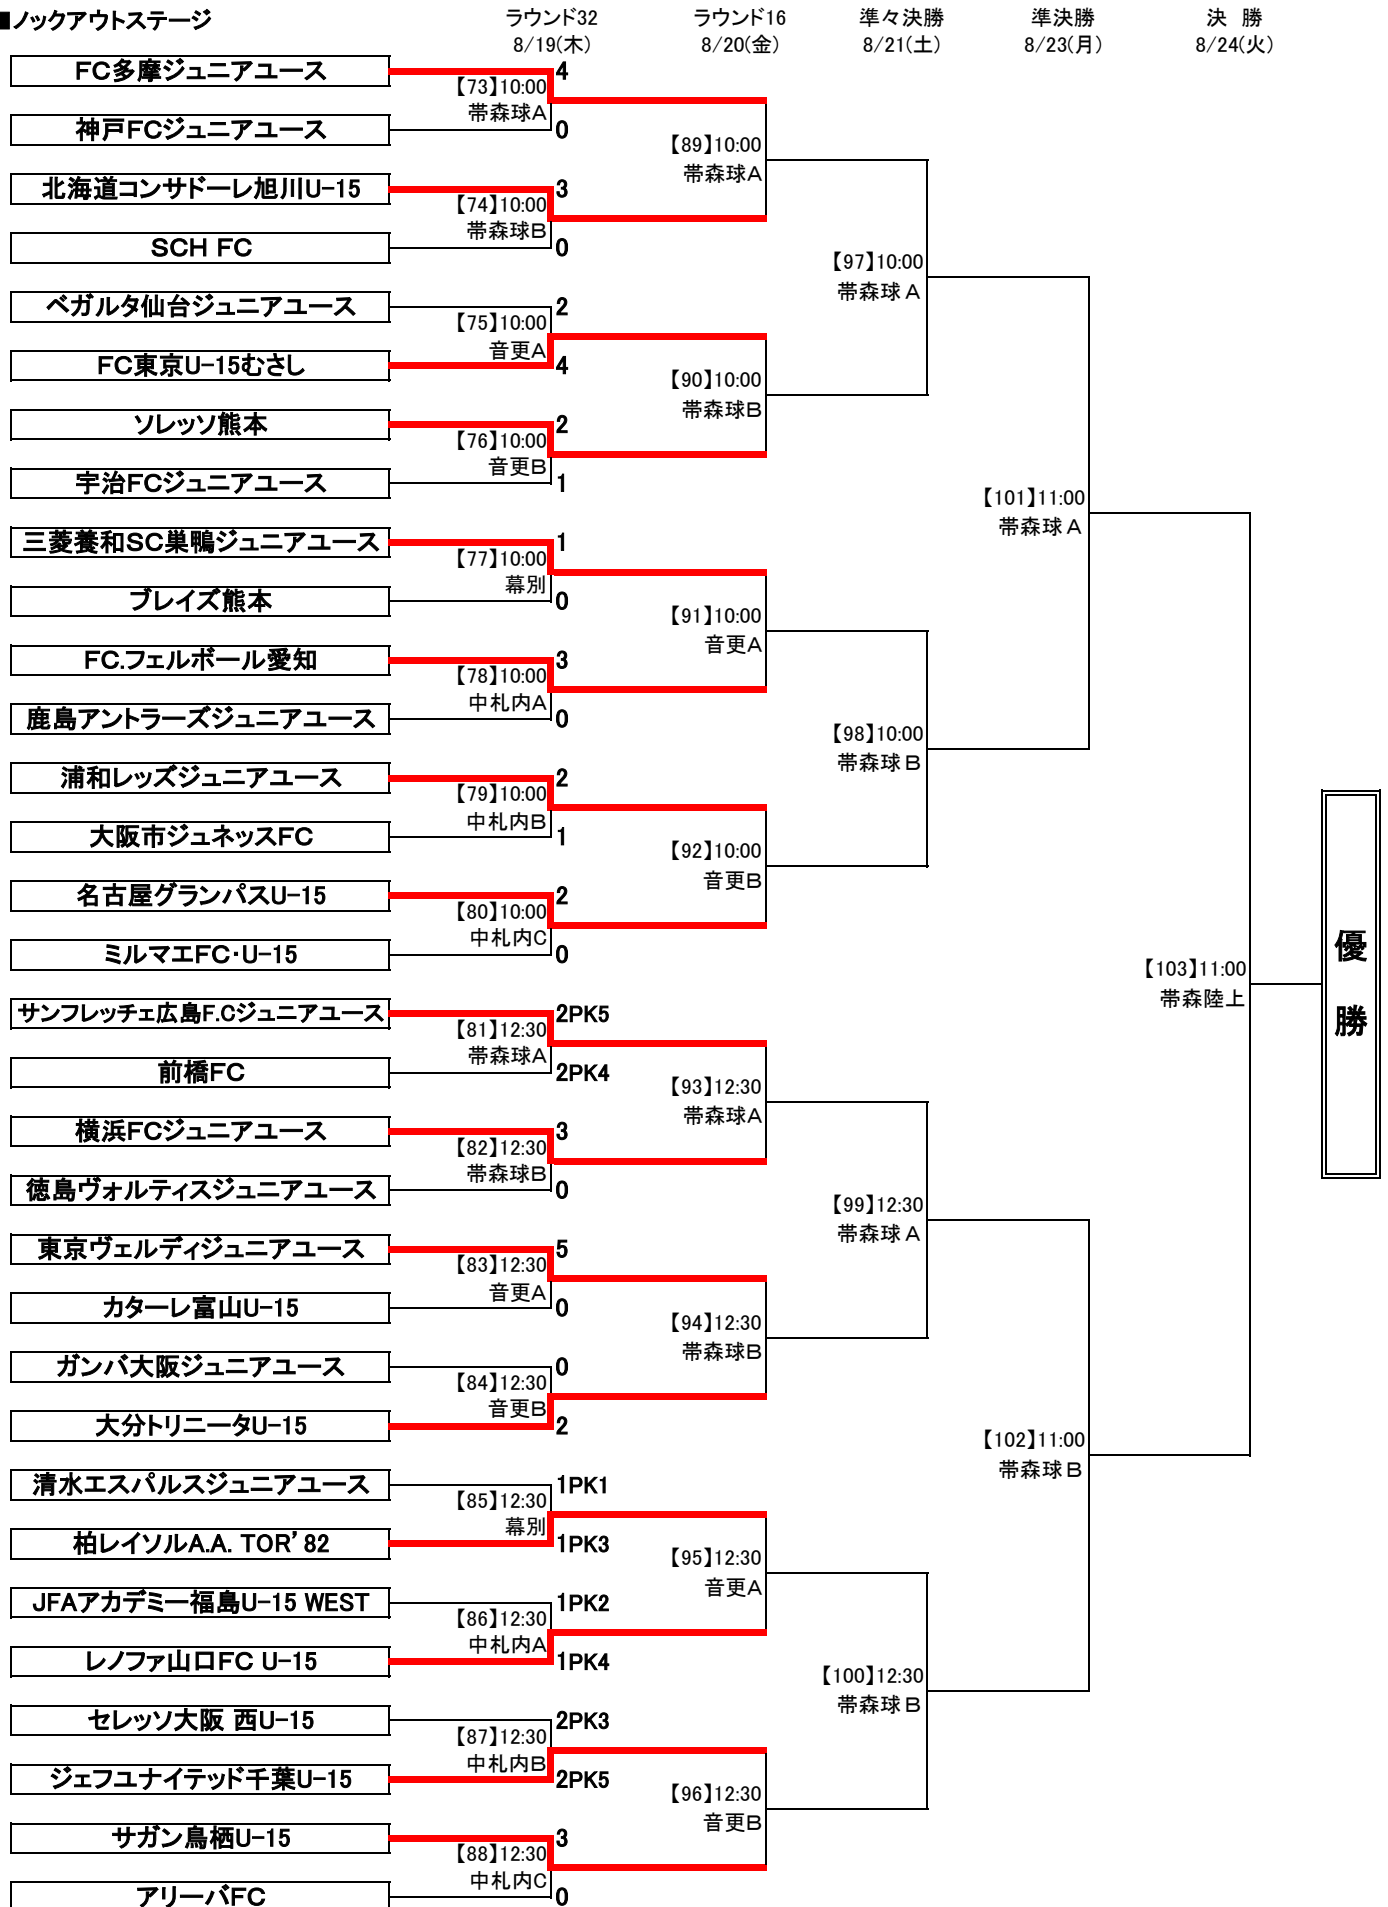 ■ノックアウトステージ
ラウンド32 ラウンド16 準々決勝 準決勝 決 勝
8/19(木) 8/20(金) 8/21(土) 8/23(月) 8/24(火)
FC多摩ジュニアユース 4
【73】10:00
帯森球A
神戸FCジュニアユース 0
【89】10:00
帯森球A
北海道コンサドーレ旭川U-15 3
【74】10:00
帯森球B
SCH FC 0
【97】10:00
帯森球A
ベガルタ仙台ジュニアユース 2
【75】10:00
音更A
FC東京U-15むさし 4
【90】10:00
帯森球B
ソレッソ熊本 2
【76】10:00
音更B
宇治FCジュニアユース 1
【101】11:00
帯森球A
三菱養和SC巣鴨ジュニアユース 1
【77】10:00
幕別
ブレイズ熊本 0
【91】10:00
音更A
FC.フェルボール愛知 3
【78】10:00
中札内A
鹿島アントラーズジュニアユース 0
【98】10:00
帯森球B
浦和レッズジュニアユース 2
【79】10:00
中札内B
大阪市ジュネッスFC 1
【92】10:00
音更B
名古屋グランパスU-15 2
【80】10:00
中札内C
ミルマエFC・U-15 0
優
勝
【103】11:00
帯森陸上
サンフレッチェ広島F.Cジュニアユース 2PK5
【81】12:30
帯森球A
前橋FC 2PK4
【93】12:30
帯森球A
横浜FCジュニアユース 3
【82】12:30
帯森球B
徳島ヴォルティスジュニアユース 0
【99】12:30
帯森球A
東京ヴェルディジュニアユース 5
【83】12:30
音更A
カターレ富山U-15 0
【94】12:30
帯森球B
ガンバ大阪ジュニアユース 0
【84】12:30
音更B
大分トリニータU-15 2
【102】11:00
帯森球B
清水エスパルスジュニアユース 1PK1
【85】12:30
幕別
柏レイソルA.A. TOR’82 1PK3
【95】12:30
音更A
JFAアカデミー福島U-15 WEST 1PK2
【86】12:30
中札内A
レノファ山口FC U-15 1PK4
【100】12:30
帯森球B
セレッソ大阪 西U-15 2PK3
【87】12:30
中札内B
ジェフユナイテッド千葉U-15 2PK5
【96】12:30
音更B
サガン鳥栖U-15 3
【88】12:30
中札内C
アリーバFC 0